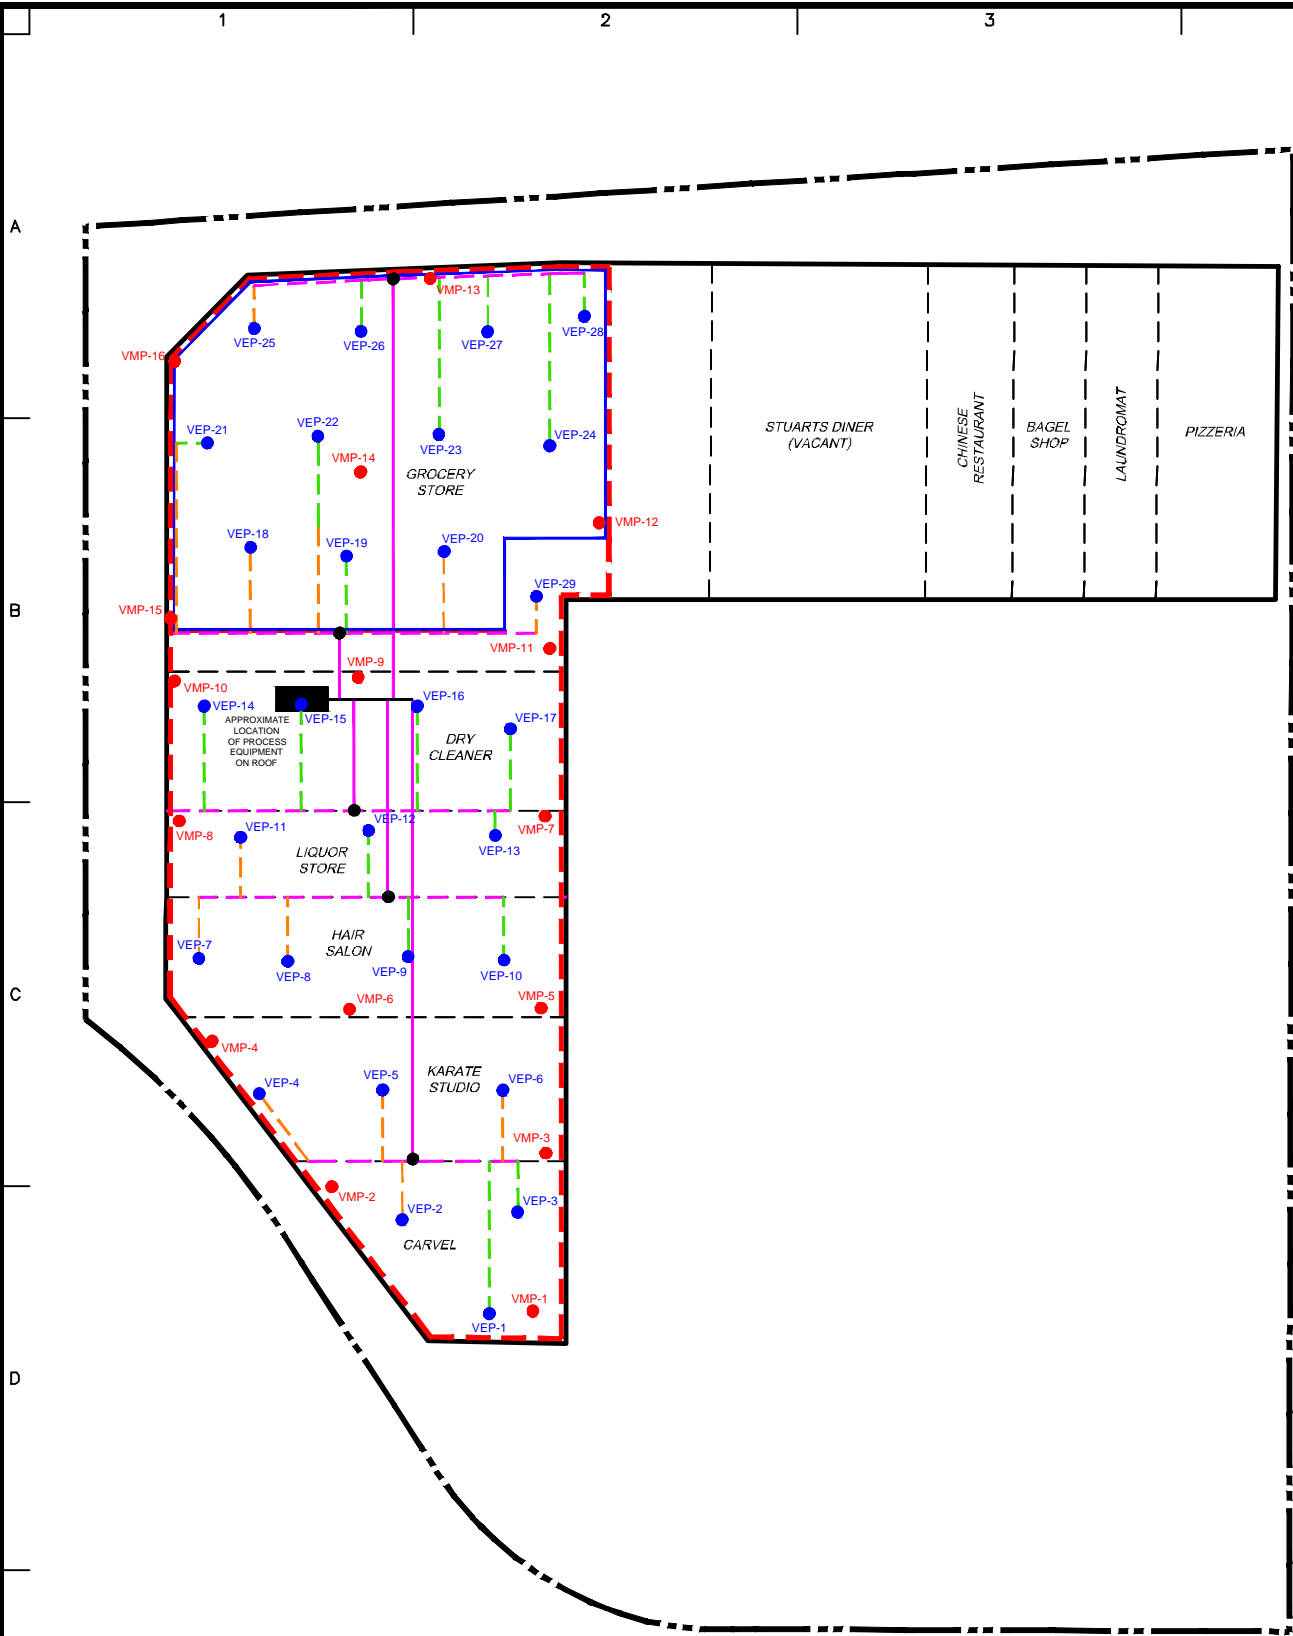 1
2
3
A
VMP-13
VEP-25
VEP-26
VEP-27
VEP-28
VMP-16
VEP-21
VEP-22
VEP-23
VEP-24
VMP-14
GROCERY
STORE
STUARTS DINER
(VACANT)
CHINESE
RESTAURANT
BAGEL
SHOP
LAUNDROMAT
PIZZERIA
VMP-12
VEP-18
VEP-19
VEP-20
VEP-29
B
VMP-15
VMP-11
VMP-9
VMP-10
VEP-14
VEP-15
VEP-16
VEP-17
APPROXIMATE
LOCATION
OF PROCESS
EQUIPMENT
ON ROOF
DRY
CLEANER
VMP-8
VEP-11
VEP-12
VEP-13
VMP-7
LIQUOR
STORE
HAIR
SALON
VEP-7
VEP-8
VEP-9
VEP-10
C
VMP-6
VMP-5
VMP-4
VEP-4
VEP-5
VEP-6
KARATE
STUDIO
VMP-3
VMP-2
VEP-2
VEP-3
CARVEL
VMP-1
VEP-1
D